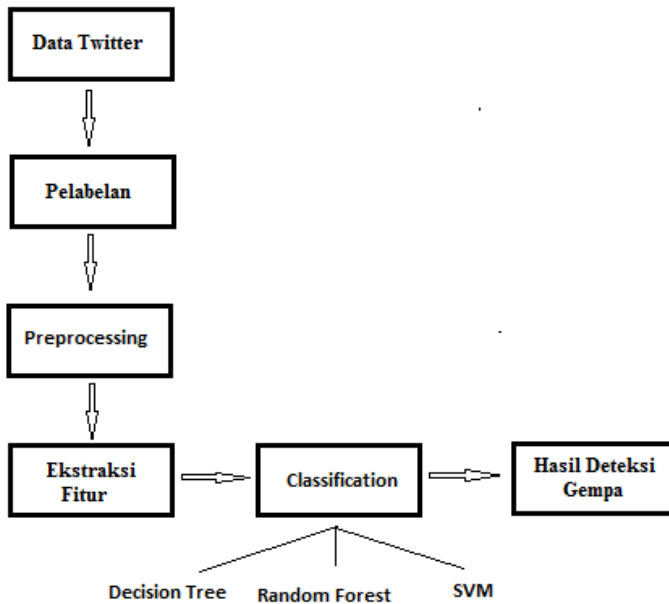 Data Twitter
Pelabelan
Preprocessing
Ekstraksi
Fitur
Classification
Hasil Deteksi
Gempa
Decision Tree
Random Forest
SVM